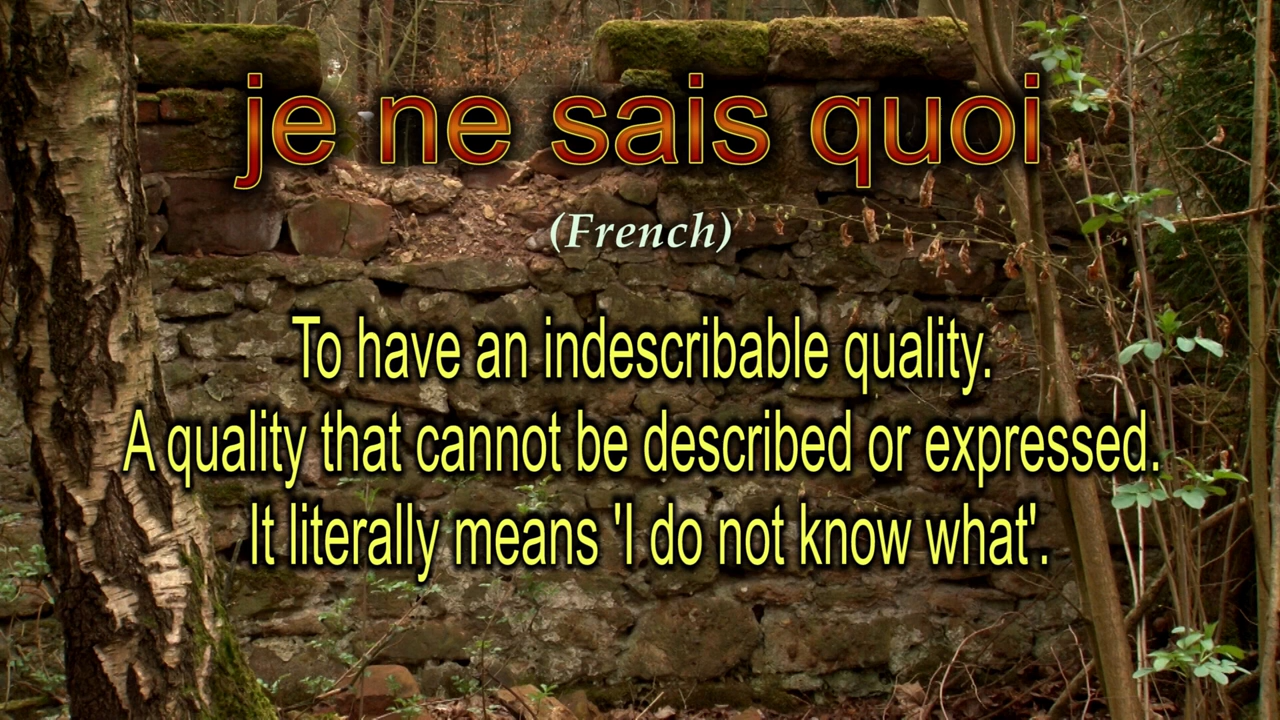 je ne sais quoi
(French)
To have an indescribable quality.
A quality that cannot be described or expressed.
It literally means 'I do not know what'.